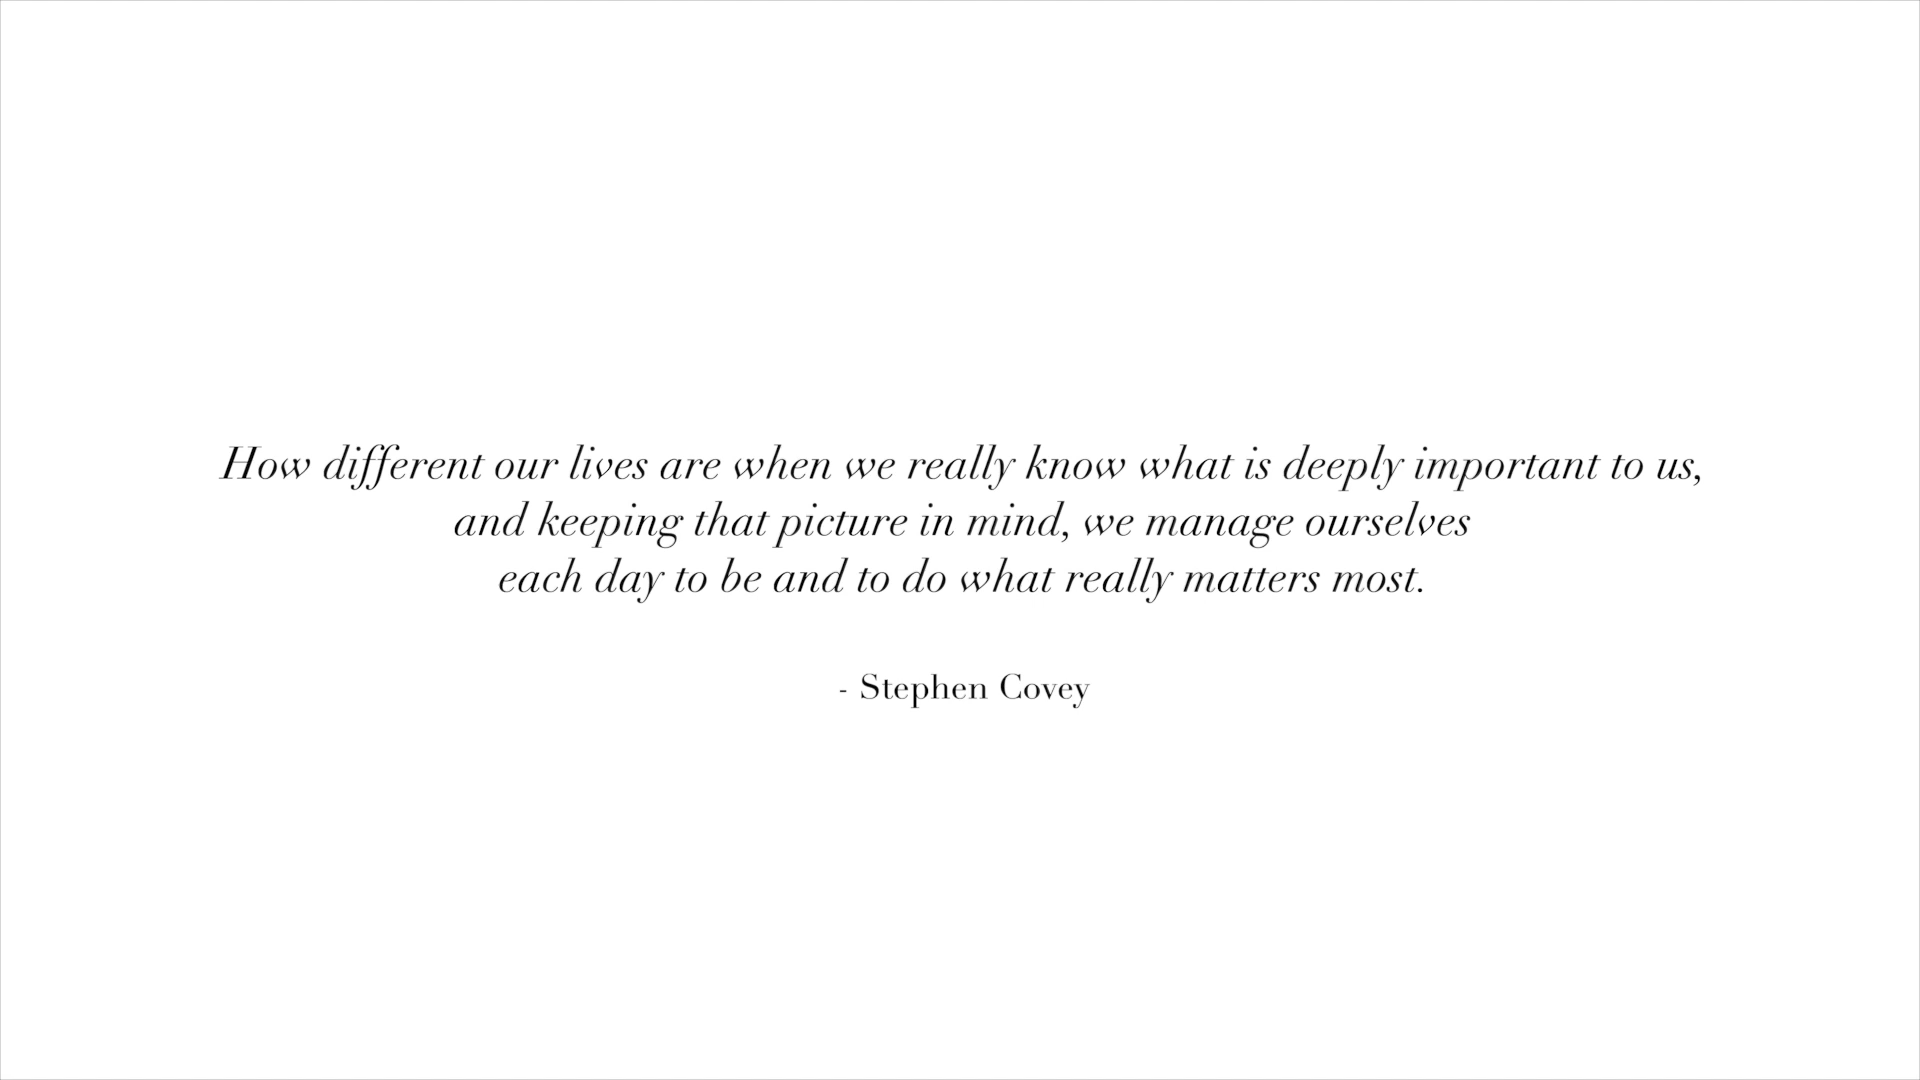 How different our lives are when we really know what is deeply important to us,
and keeping that picture in mind, we manage ourselves
each day to be and to do what really matters most.
- Stephen Covey